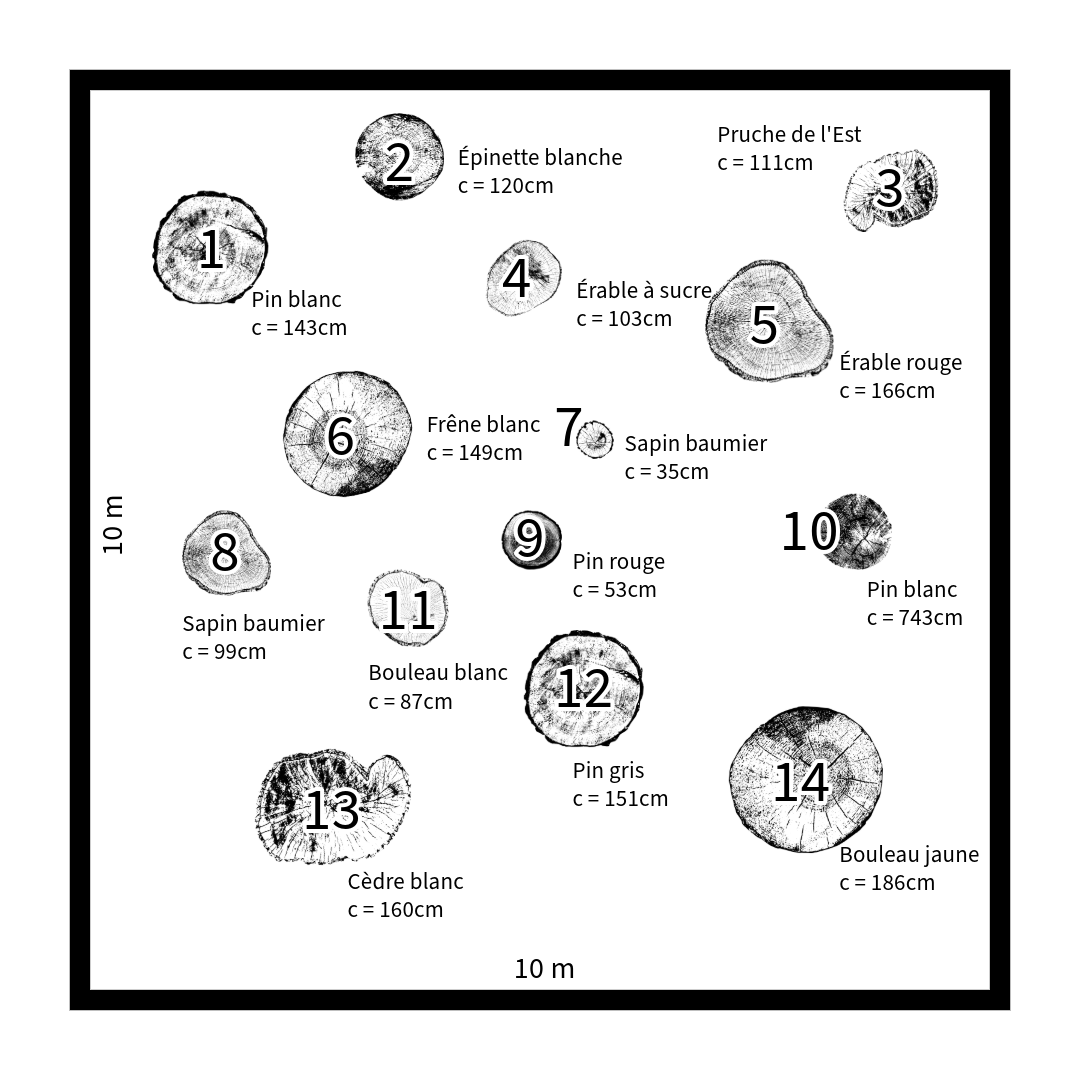 2
Épinette blanche
c = 120cm
Pruche de l'Est
c = 111cm
3
1
Pin blanc
c = 143cm
4
Érable à sucre
c = 103cm
5
Érable rouge
c = 166cm
6
Frêne blanc
c = 149cm
7
Sapin baumier
c = 35cm
10 m
8
Sapin baumier
c = 99cm
9
Pin rouge
c = 53cm
10
Pin blanc
c = 743cm
11
Bouleau blanc
c = 87cm
12
Pin gris
c = 151cm
13
Cèdre blanc
c = 160cm
14
Bouleau jaune
c = 186cm
10 m